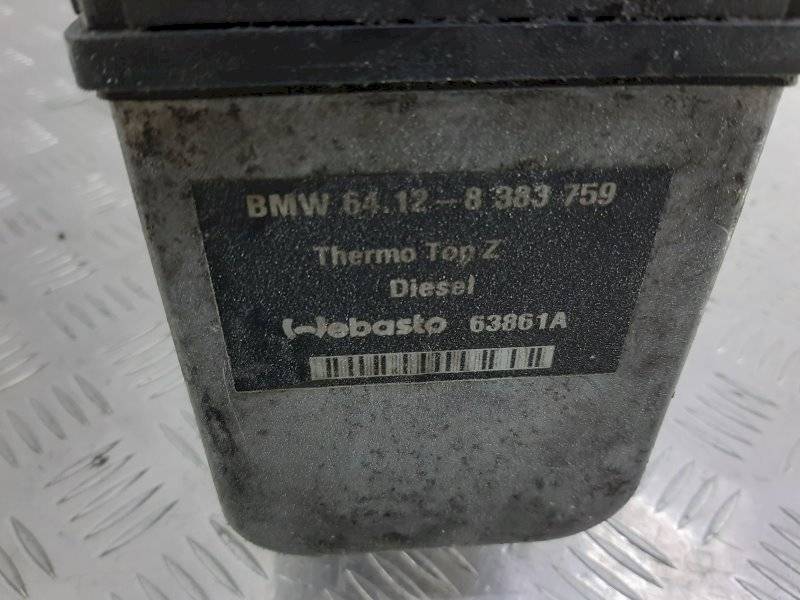 BMW 64.12-8 383 759
Thermo Top Z
Diesel
Webasto 63861A